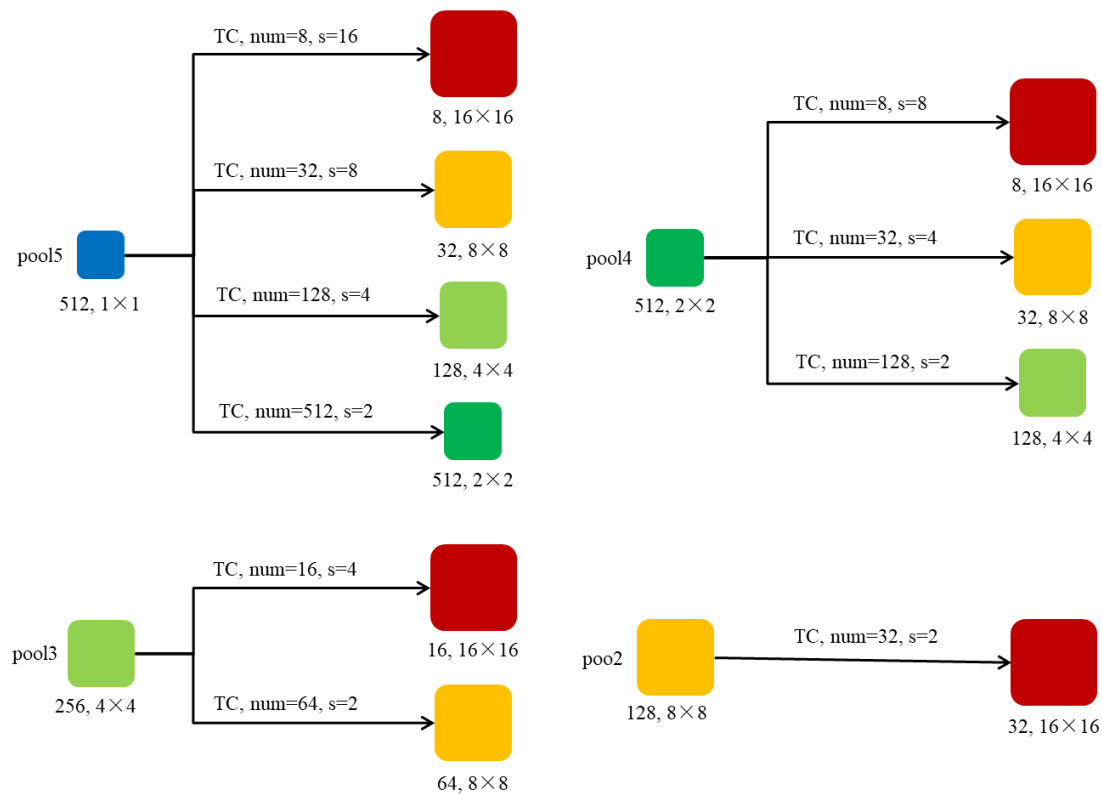 TC, num=8, s=16
8, 16×16
TC, num=32, s=8
32, 8×8
pool5
512, 1×1
TC, num=128, s=4
128, 4×4
TC, num=512, s=2
512, 2×2
TC, num=8, s=8
8, 16×16
TC, num=32, s=4
32, 8×8
pool4
512, 2×2
TC, num=128, s=2
128, 4×4
TC, num=16, s=4
16, 16×16
pool3
256, 4×4
TC, num=64, s=2
64, 8×8
TC, num=32, s=2
poo2
128, 8×8
32, 16×16